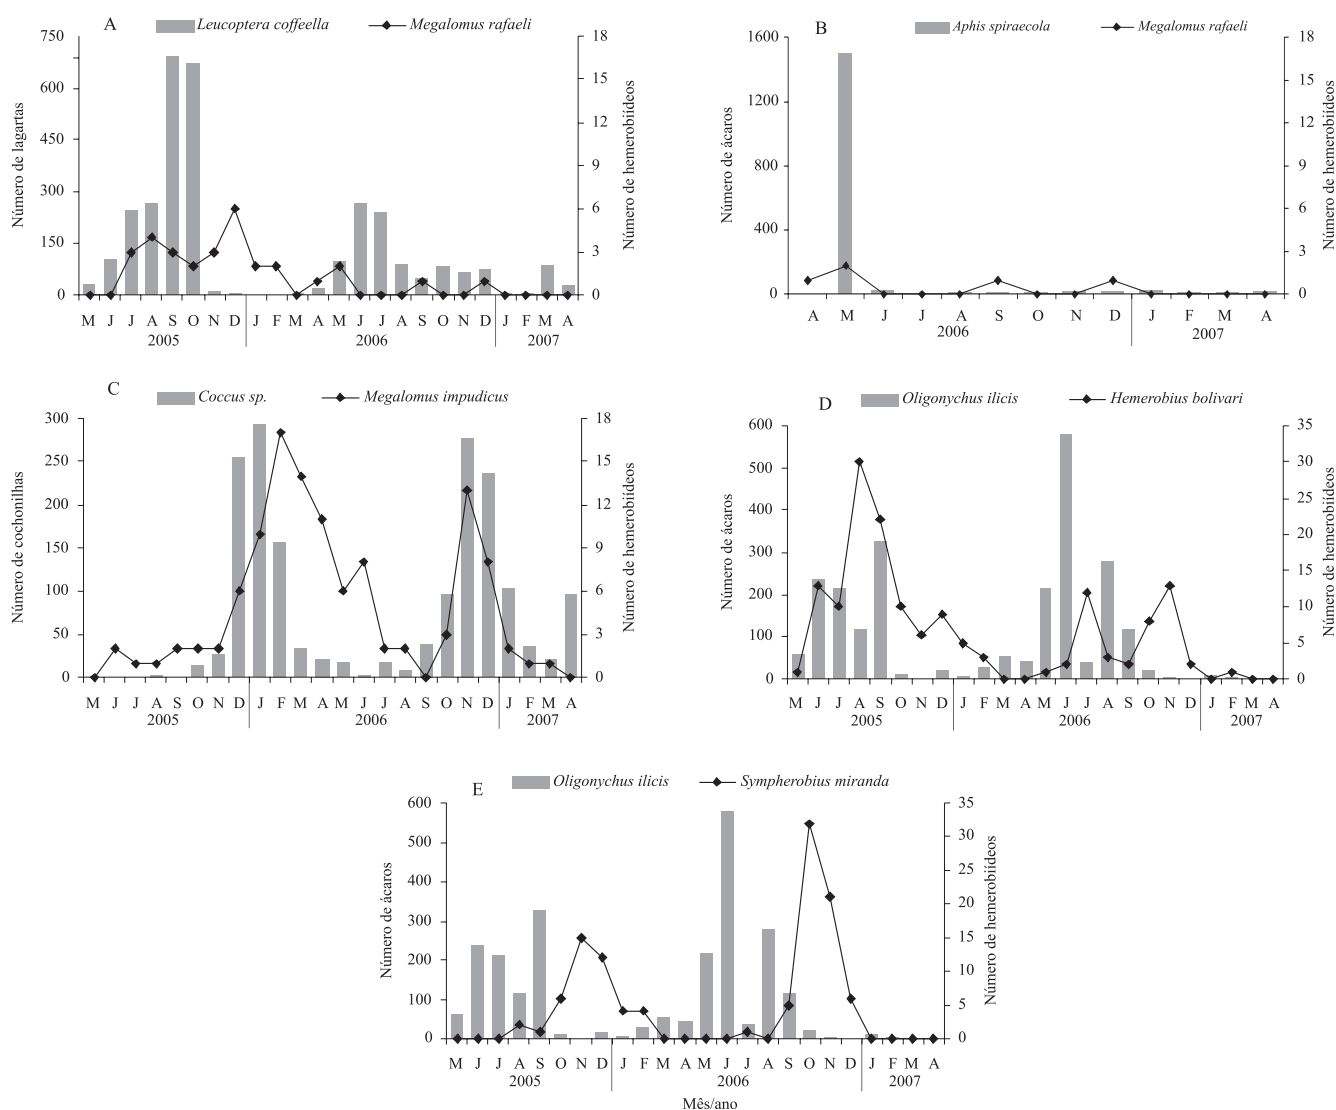 A
Leucoptera coffeella Megalomus rafaeli
Número de lagartas
750
600
450
300
150
0
18
15
12
9
6
3
0
Número de hemerobiídeos
M J J A S O N D J F M A M J J A S O N D J F M A
2005 2006 2007
B
Aphis spiraecola Megalomus rafaeli
Número de ácaros
1600
1200
800
400
0
18
15
12
9
6
3
0
Número de hemerobiídeos
A M J J A S O N D J F M A
2006 2007
C
Coccus sp. Megalomus impudicus
Número de cochonilhas
300
250
200
150
100
50
0
18
15
12
9
6
3
0
Número de hemerobiídeos
M J J A S O N D J F M A M J J A S O N D J F M A
2005 2006 2007
D
Oligonychus ilicis Hemerobius bolivari
Número de ácaros
600
500
400
300
200
100
0
35
30
25
20
15
10
5
0
Número de hemerobiídeos
M J J A S O N D J F M A M J J A S O N D J F M A
2005 2006 2007
E
Oligonychus ilicis Sympherobius miranda
Número de ácaros
600
500
400
300
200
100
0
35
30
25
20
15
10
5
0
Número de hemerobiídeos
M J J A S O N D J F M A M J J A S O N D J F M A
2005 2006 2007
Mês/ano